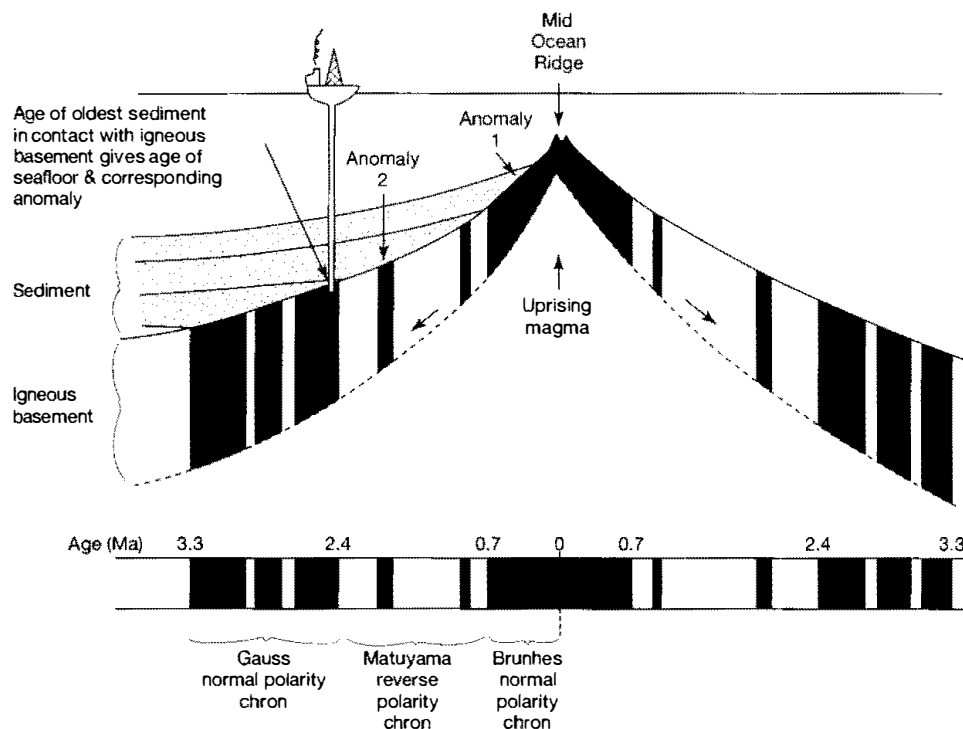 Mid
Ocean
Ridge
Age of oldest sediment
in contact with igneous
basement gives age of
seafloor & corresponding
anomaly
Anomaly
1
Anomaly
2
Sediment
Uprising
magma
Igneous
basement
Age (Ma) 3.3 2.4 0.7 0 0.7 2.4 3.3
Gauss
normal polarity
chron
Matuyama
reverse
polarity
chron
Brunhes
normal
polarity
chron